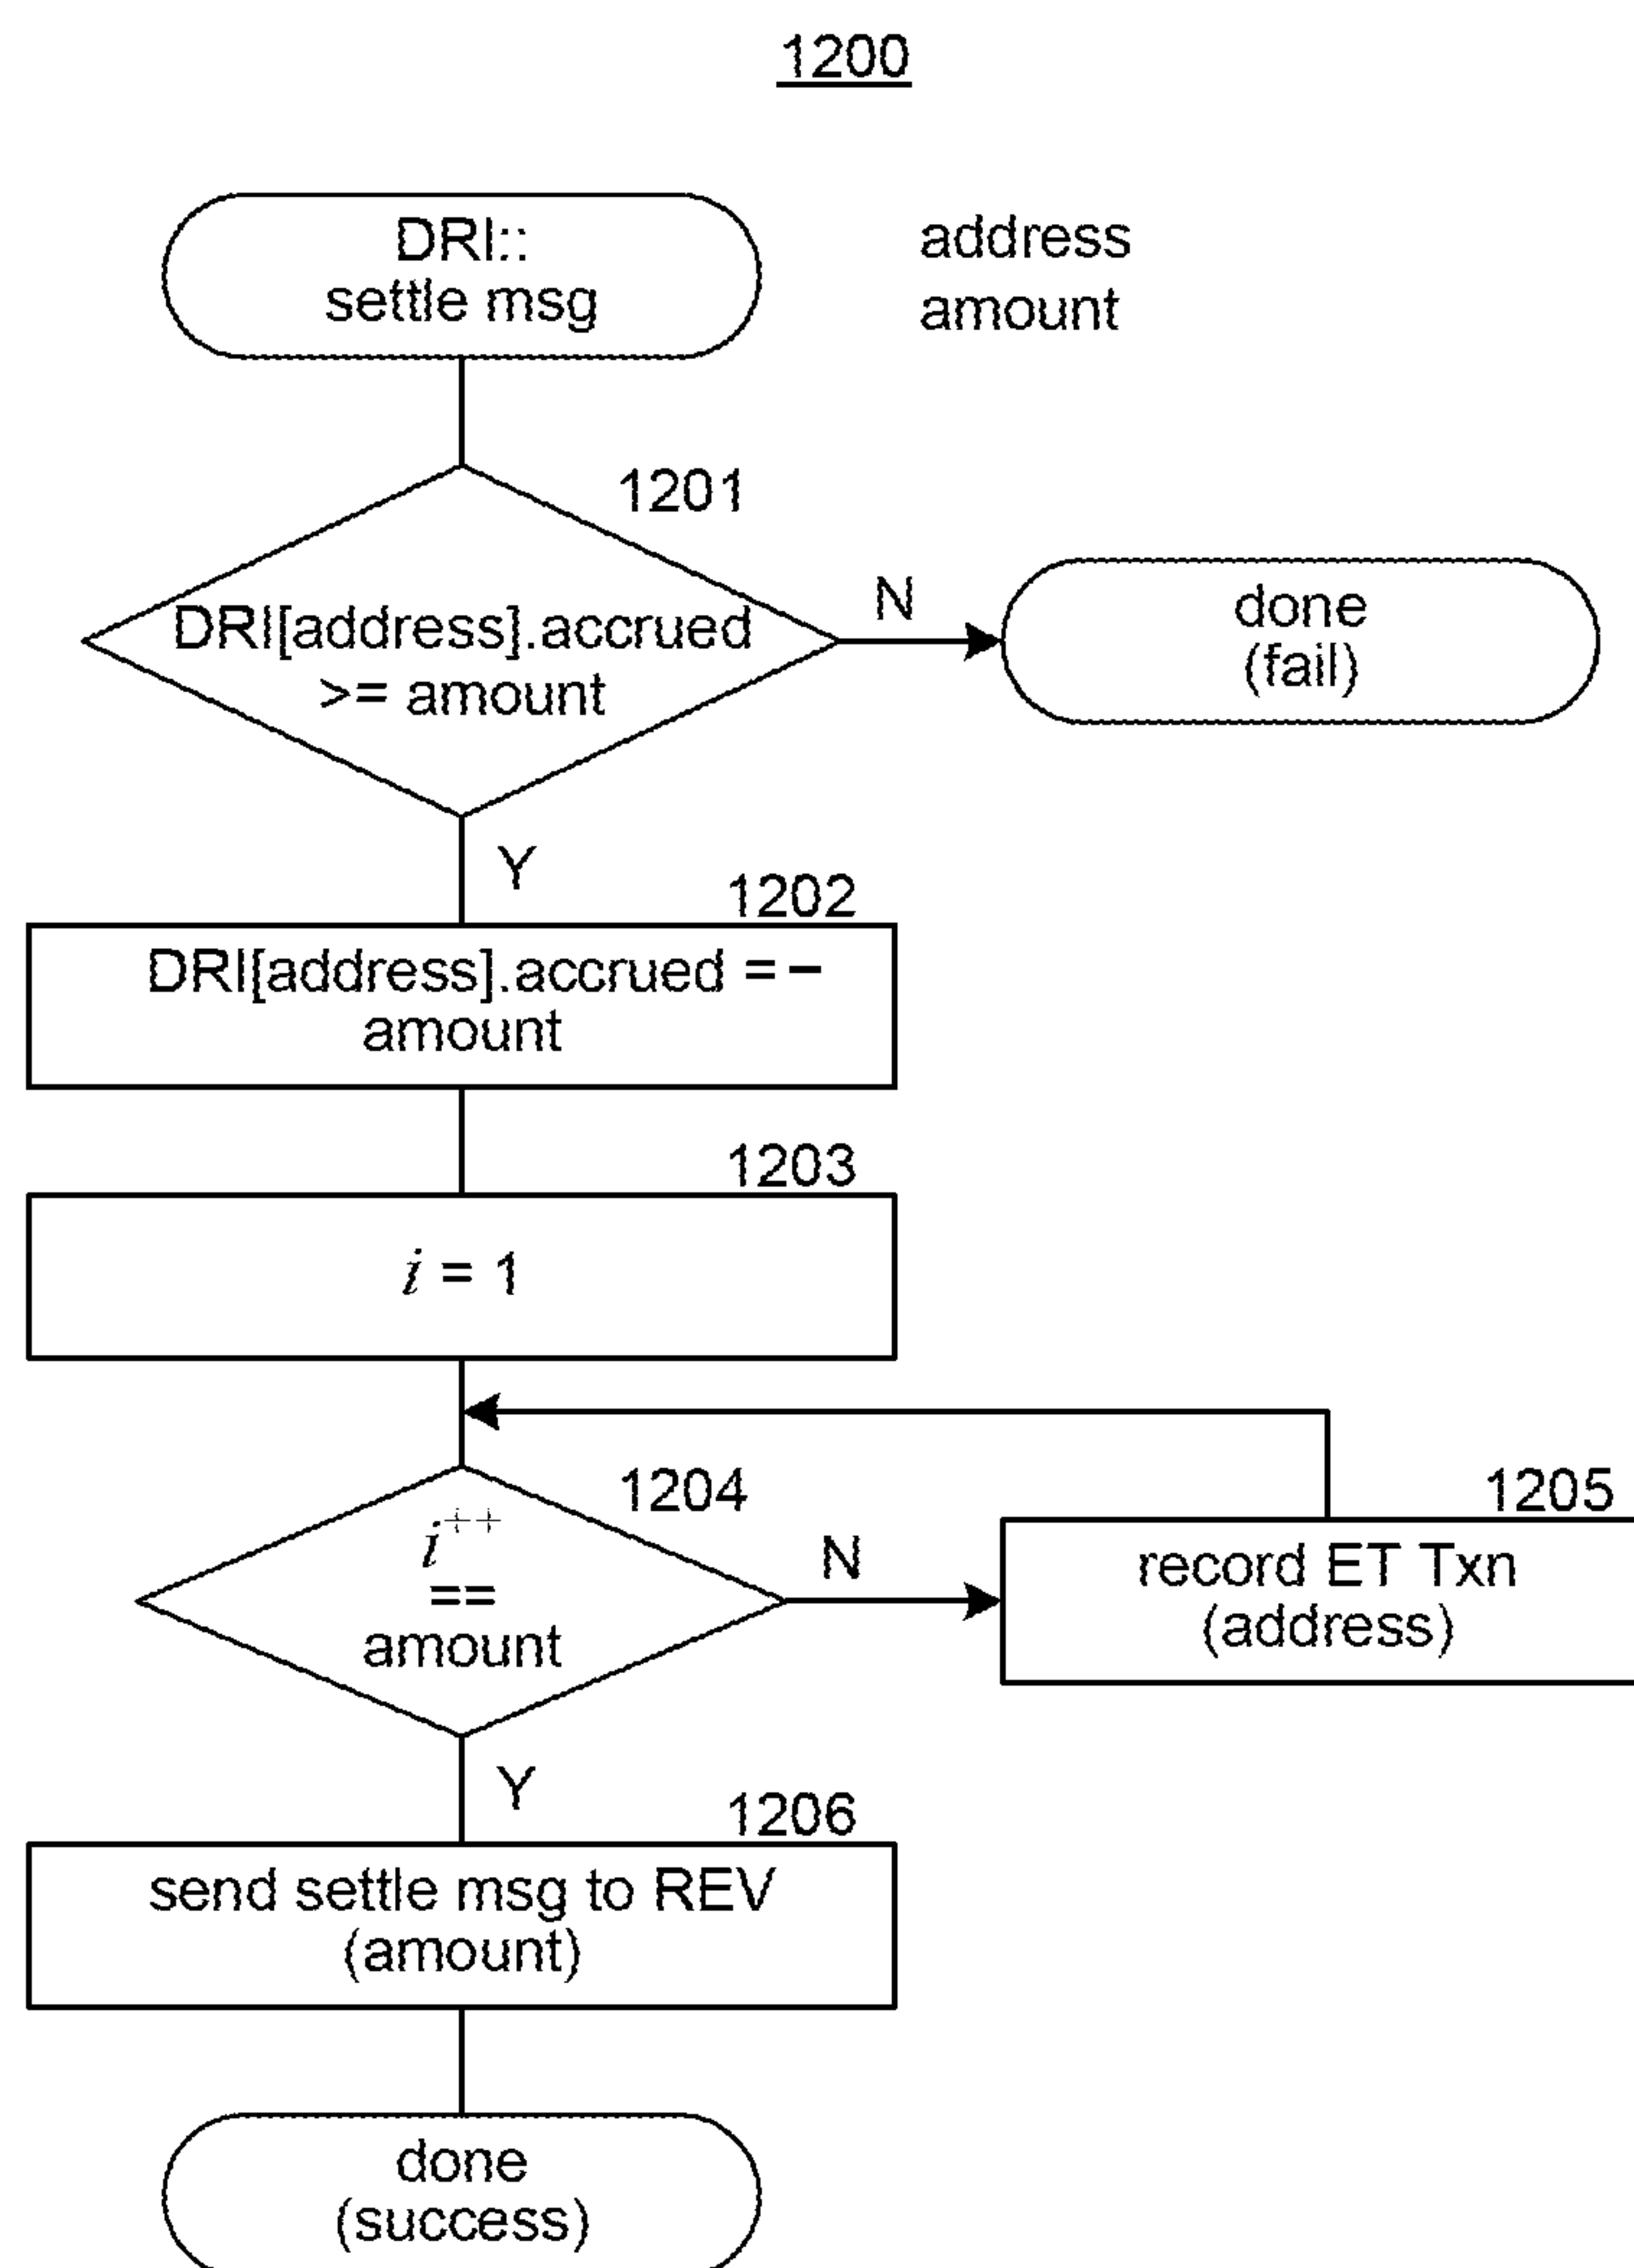 1200
DRI::
settle msg
address
amount
1201
DRI[address].accrued
>= amount
N
done
(fail)
Y
1202
DRI[address].accrued =−
amount
1203
i = 1
1204
i++
==
amount
N
1205
record ET Txn
(address)
Y
1206
send settle msg to REV
(amount)
done
(success)